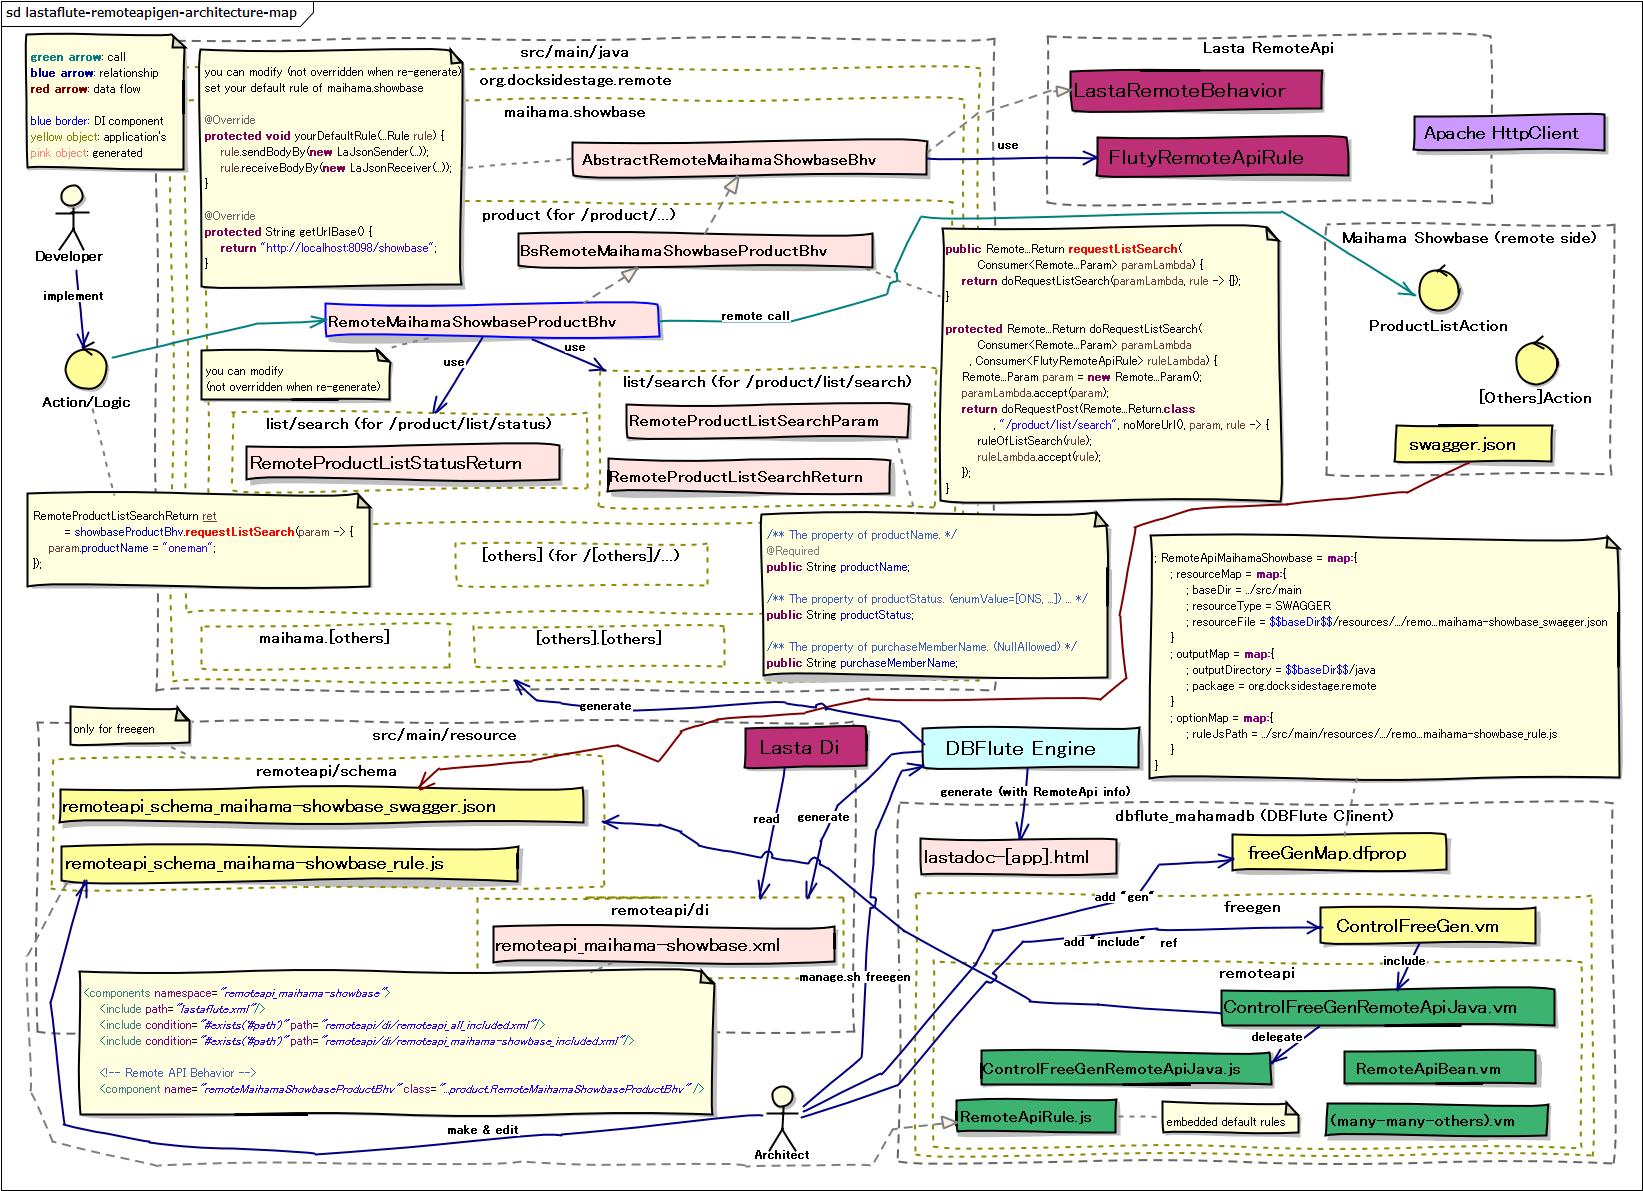 sd lastaflute-remoteapigen-architecture-map
green arrow: call
blue arrow: relationship
red arrow: data flow
blue border: DI component
yellow object: application's
pink object: generated
Developer
implement
Action/Logic
src/main/java
org.docksidestage.remote
maihama.showbase
you can modify (not overridden when re-generate)
set your default rule of maihama.showbase
@Override
protected void yourDefaultRule(...Rule rule) {
rule.sendBodyBy(new LaJsonSender(...));
rule.receiveBodyBy(new LaJsonReceiver(...));
}
@Override
protected String getUrlBase() {
return "http://localhost:8098/showbase";
}
Lasta RemoteApi
LastaRemoteBehavior
FlutyRemoteApiRule
Apache HttpClient
AbstractRemoteMaihamaShowbaseBhv
use
product (for /product/...)
BsRemoteMaihamaShowbaseProductBhv
RemoteMaihamaShowbaseProductBhv
remote call
use
use
you can modify
(not overridden when re-generate)
public Remote...Return requestListSearch(
Consumer<Remote...Param> paramLambda) {
return doRequestListSearch(paramLambda, rule -> {});
}
protected Remote...Return doRequestListSearch(
Consumer<Remote...Param> paramLambda
, Consumer<FlutyRemoteApiRule> ruleLambda) {
Remote...Param param = new Remote...Param();
paramLambda.accept(param);
return doRequestPost(Remote...Return.class
, "/product/list/search", noMoreUrl(), param, rule -> {
ruleOfListSearch(rule);
ruleLambda.accept(rule);
});
}
Maihama Showbase (remote side)
ProductListAction
[Others]Action
swagger.json
list/search (for /product/list/status)
RemoteProductListStatusReturn
list/search (for /product/list/search)
RemoteProductListSearchParam
RemoteProductListSearchReturn
RemoteProductListSearchReturn ret
= showbaseProductBhv.requestListSearch(param -> {
param.productName = "oneman";
});
[others] (for /[others]/...)
maihama.[others]
[others].[others]
/** The property of productName. */
@Required
public String productName;
/** The property of productStatus. (enumValue=[ONS, ...]) ... */
public String productStatus;
/** The property of purchaseMemberName. (NullAllowed) */
public String purchaseMemberName;
; RemoteApiMaihamaShowbase = map:{
; resourceMap = map:{
; baseDir = ../src/main
; resourceType = SWAGGER
; resourceFile = $$baseDir$$/resources/.../remo...maihama-showbase_swagger.json
}
; outputMap = map:{
; outputDirectory = $$baseDir$$/java
; package = org.docksidestage.remote
}
; optionMap = map:{
; ruleJsPath = ../src/main/resources/.../remo...maihama-showbase_rule.js
}
}
generate
only for freegen
src/main/resource
remoteapi/schema
remoteapi_schema_maihama-showbase_swagger.json
remoteapi_schema_maihama-showbase_rule.js
Lasta Di
DBFlute Engine
read
generate
generate (with RemoteApi info)
lastadoc-[app].html
remoteapi/di
remoteapi_maihama-showbase.xml
manage.sh freegen
<components namespace="remoteapi_maihama-showbase">
<include path="lastaflute.xml"/>
<include condition="#exists('#path')" path="remoteapi/di/remoteapi_all_included.xml"/>
<include condition="#exists('#path')" path="remoteapi/di/remoteapi_maihama-showbase_included.xml"/>
<!-- Remote API Behavior -->
<component name="remoteMaihamaShowbaseProductBhv" class="...product.RemoteMaihamaShowbaseProductBhv"/>
make & edit
Architect
dbflute_mahamadb (DBFlute Clinent)
freeGenMap.dfprop
add "gen"
freegen
ControlFreeGen.vm
add "include"
ref
include
remoteapi
ControlFreeGenRemoteApiJava.vm
delegate
ControlFreeGenRemoteApiJava.js
RemoteApiBean.vm
RemoteApiRule.js
embedded default rules
(many-many-others).vm